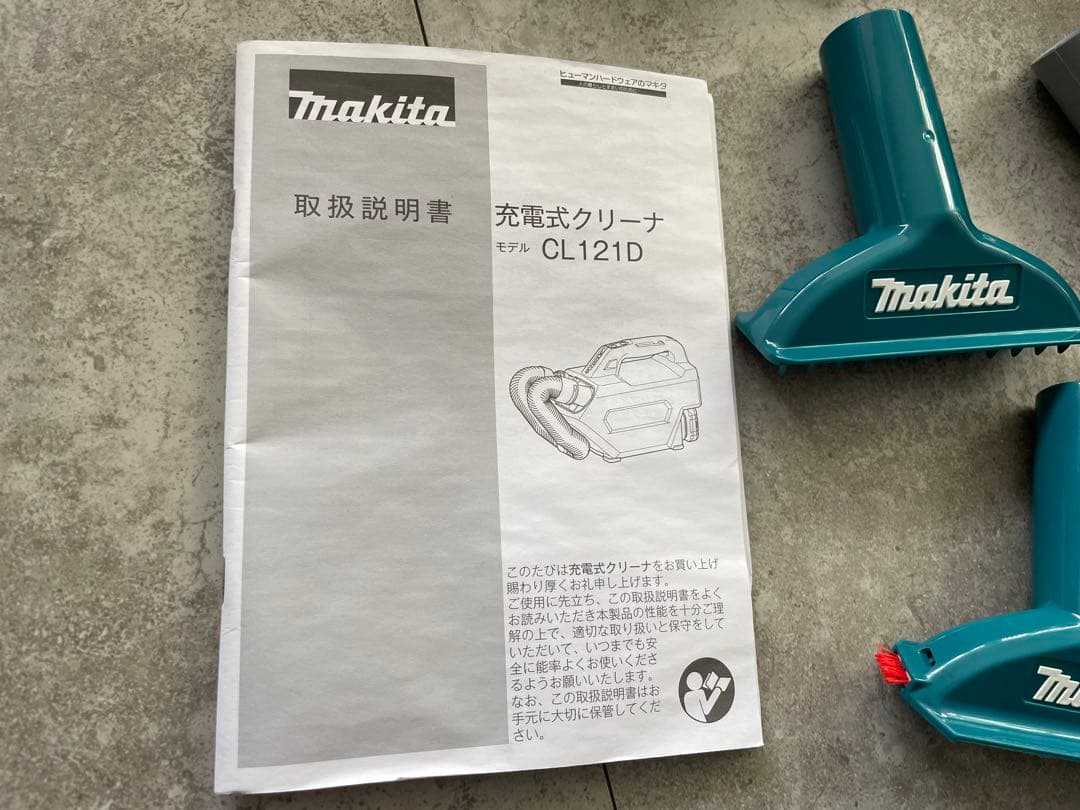 makita
ヒューマンハードウェアのマキタ
取扱説明書
充電式クリーナ
モデル CL121D
このたびは充電式クリーナをお買い上げ
賜わり厚くお礼申し上げます。
ご使用に先立ち、この取扱説明書をよく
お読みいただき本製品の性能を十分ご理
解の上で、適切な取り扱いと保守をして
いただいて、いつまでも安
全に能率よくお使いくださ
るようお願いいたします。
なお、この取扱説明書はお
手元に大切に保管してくだ
さい。
makita